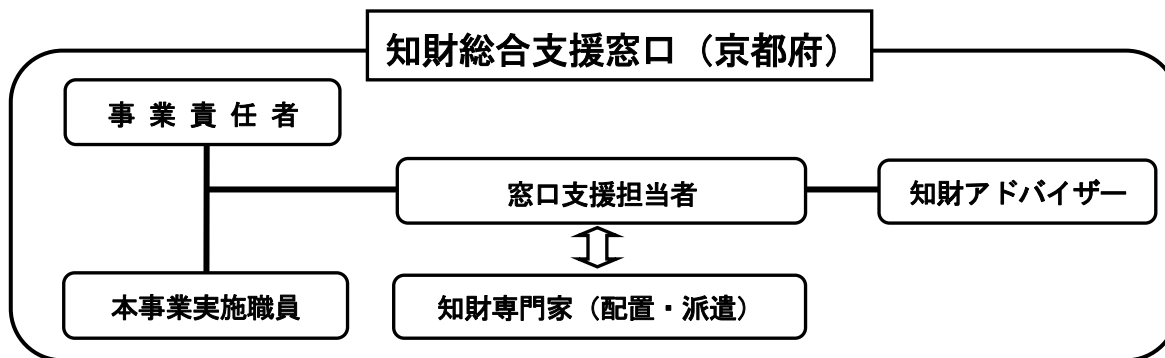 知財総合支援窓口（京都府）
事業責任者
窓口支援担当者
知財アドバイザー
本事業実施職員
知財専門家（配置・派遣）